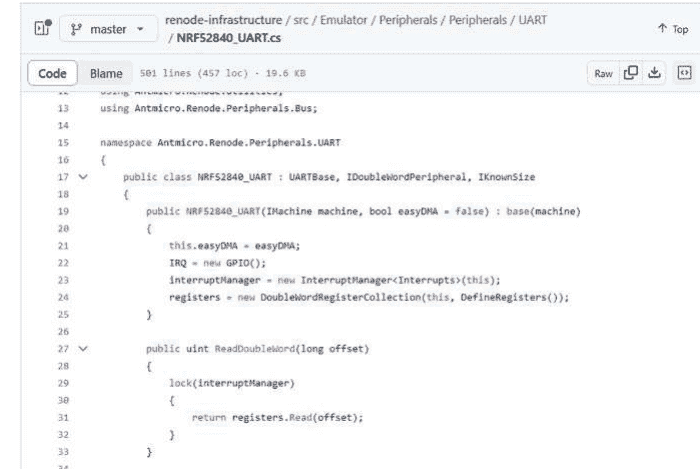 master
renode-infrastructure / src / Emulator / Peripherals / Peripherals / UART
/ NRF52840_UART.cs
Top
Code Blame 501 lines (457 loc) · 19.6 KB Raw
13 using Antmicro.Renode.Peripherals.Bus;
14
15 namespace Antmicro.Renode.Peripherals.UART
16 {
17 public class NRF52840_UART : UARTBase, IDoubleWordPeripheral, IKnownSize
18 {
19 public NRF52840_UART(IMachine machine, bool easyDMA = false) : base(machine)
20 {
21 this.easyDMA = easyDMA;
22 IRQ = new GPIO();
23 interruptManager = new InterruptManager<Interrupts>(this);
24 registers = new DoubleWordRegisterCollection(this, DefineRegisters());
25 }
26
27 public uint ReadDoubleWord(long offset)
28 {
29 lock(interruptManager)
30 {
31 return registers.Read(offset);
32 }
33 }